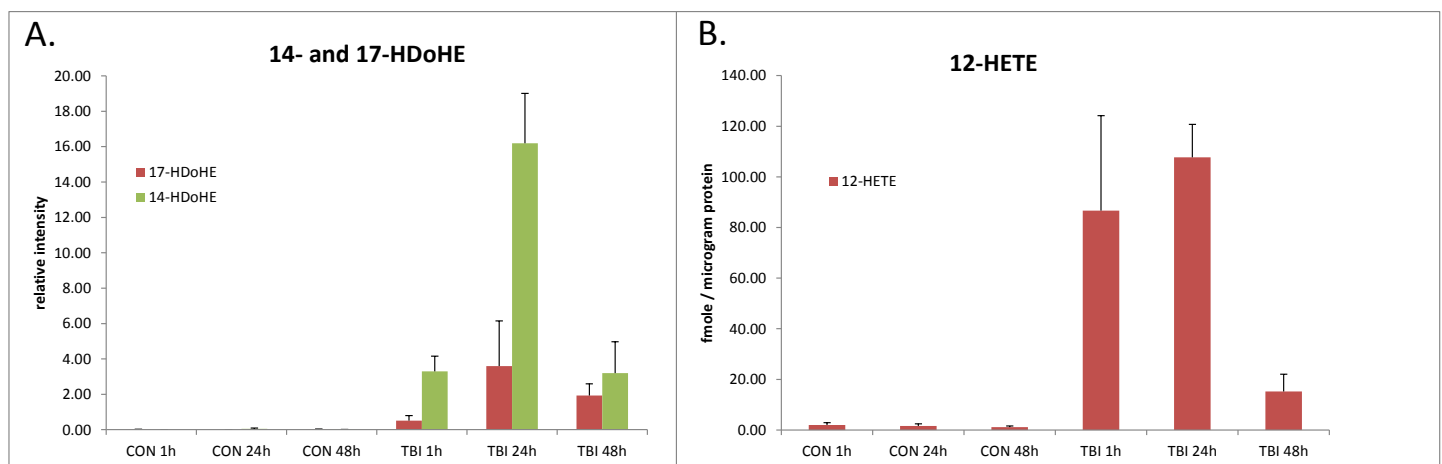 A.
14- and 17-HDoHE
20.00
18.00
16.00
14.00
12.00
10.00
8.00
6.00
4.00
2.00
0.00
relative intensity
17-HDoHE
14-HDoHE
CON 1h CON 24h CON 48h TBI 1h TBI 24h TBI 48h
B.
12-HETE
140.00
120.00
100.00
80.00
60.00
40.00
20.00
0.00
fmole / microgram protein
12-HETE
CON 1h CON 24h CON 48h TBI 1h TBI 24h TBI 48h